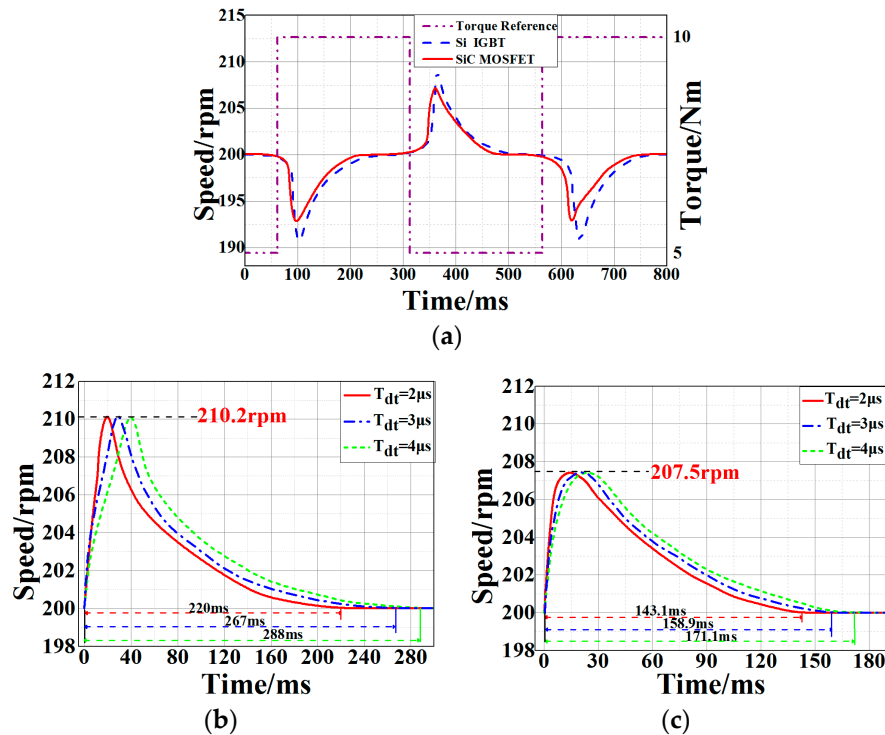 Torque Reference
Si IGBT
SiC MOSFET
215
210
205
200
195
190
Speed/rpm
10
5
Torque/Nm
0 100 200 300 400 500 600 700 800
Time/ms
(a)
212
210
208
206
204
202
200
198
Speed/rpm
210.2rpm
Tdt=2μs
Tdt=3μs
Tdt=4μs
220ms
267ms
288ms
0 40 80 120 160 200 240 280
Time/ms
(b)
212
210
208
206
204
202
200
198
Speed/rpm
207.5rpm
Tdt=2μs
Tdt=3μs
Tdt=4μs
143.1ms
158.9ms
171.1ms
0 30 60 90 120 150 180
Time/ms
(c)